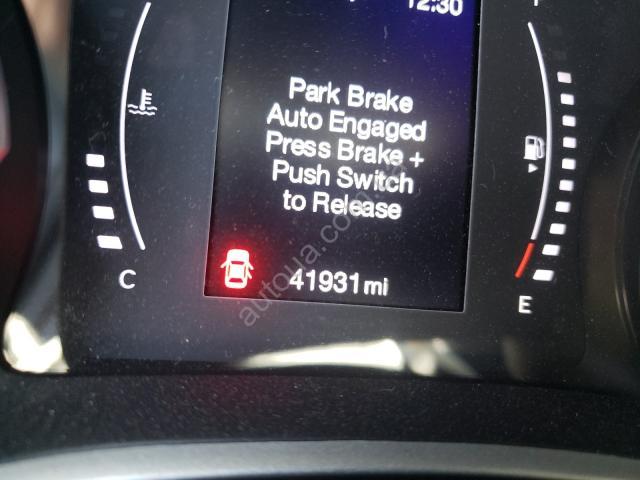 12:30
Park Brake
Auto Engaged
Press Brake +
Push Switch
to Release
41931 mi
C
E
autoua.com